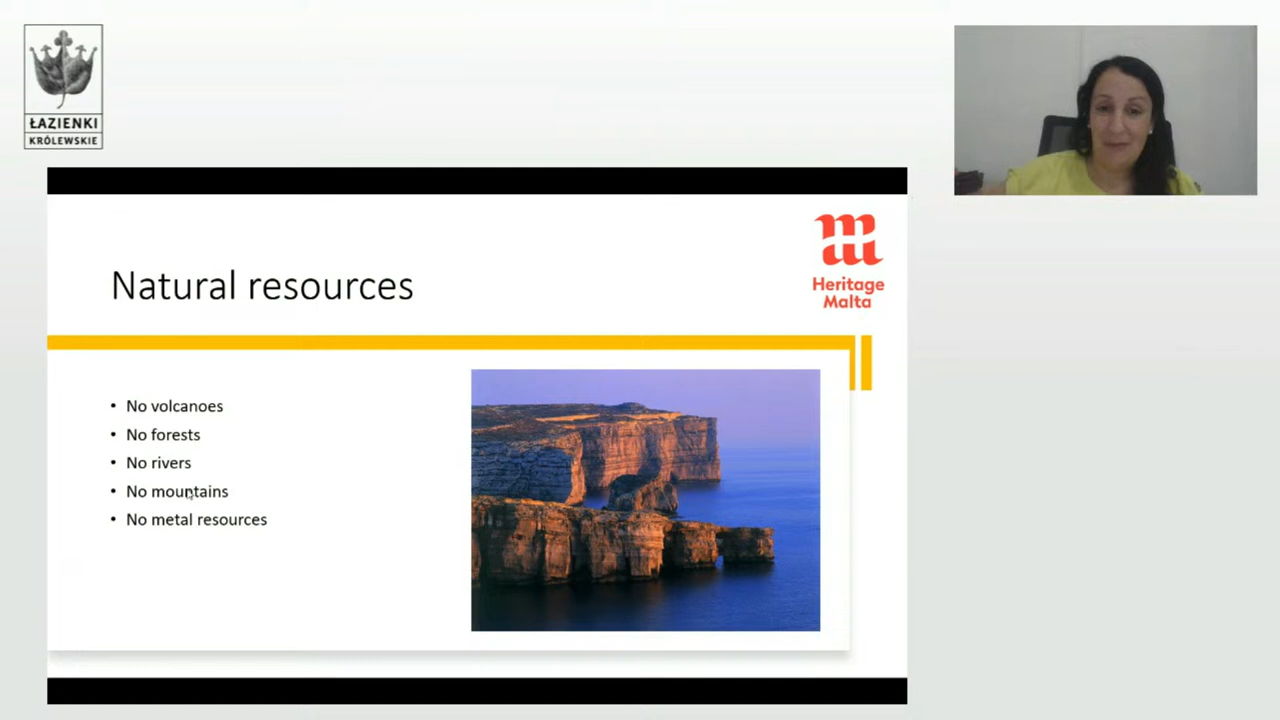 ŁAZIENKI
KRÓLEWSKIE
Heritage
Malta
Natural resources
• No volcanoes
• No forests
• No rivers
• No mountains
• No metal resources